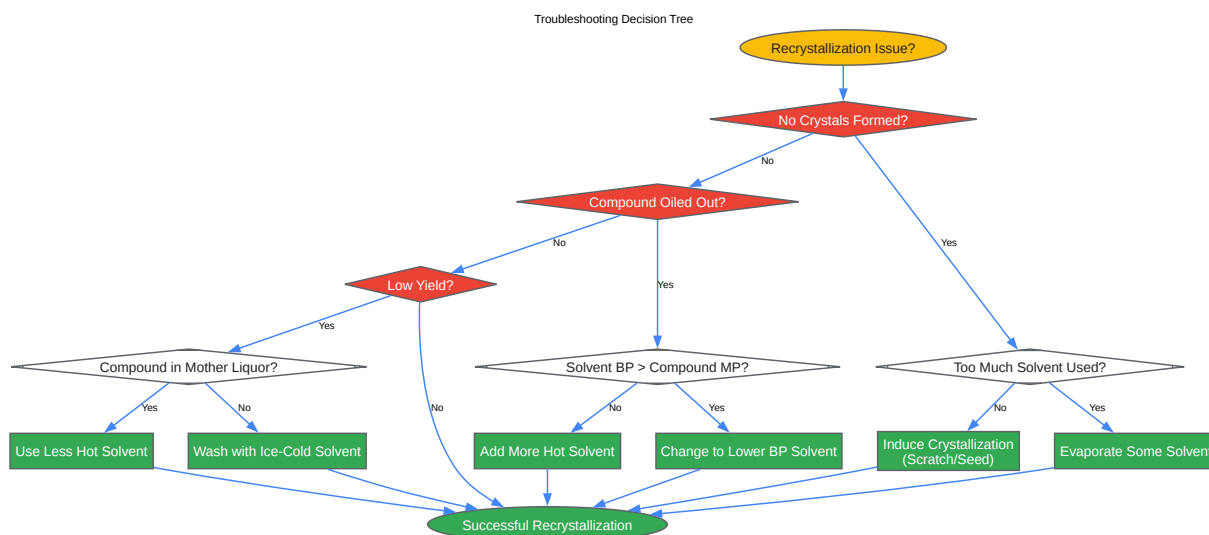 Troubleshooting Decision Tree
Recrystallization Issue?
No Crystals Formed?
No
Compound Oiled Out?
No
Yes
Yes
Low Yield?
Yes
No
Compound in Mother Liquor?
Solvent BP > Compound MP?
Too Much Solvent Used?
Yes
No
No
Yes
No
Yes
Use Less Hot Solvent
Wash with Ice-Cold Solvent
Add More Hot Solvent
Change to Lower BP Solvent
Induce Crystallization
(Scratch/Seed)
Evaporate Some Solvent
Successful Recrystallization